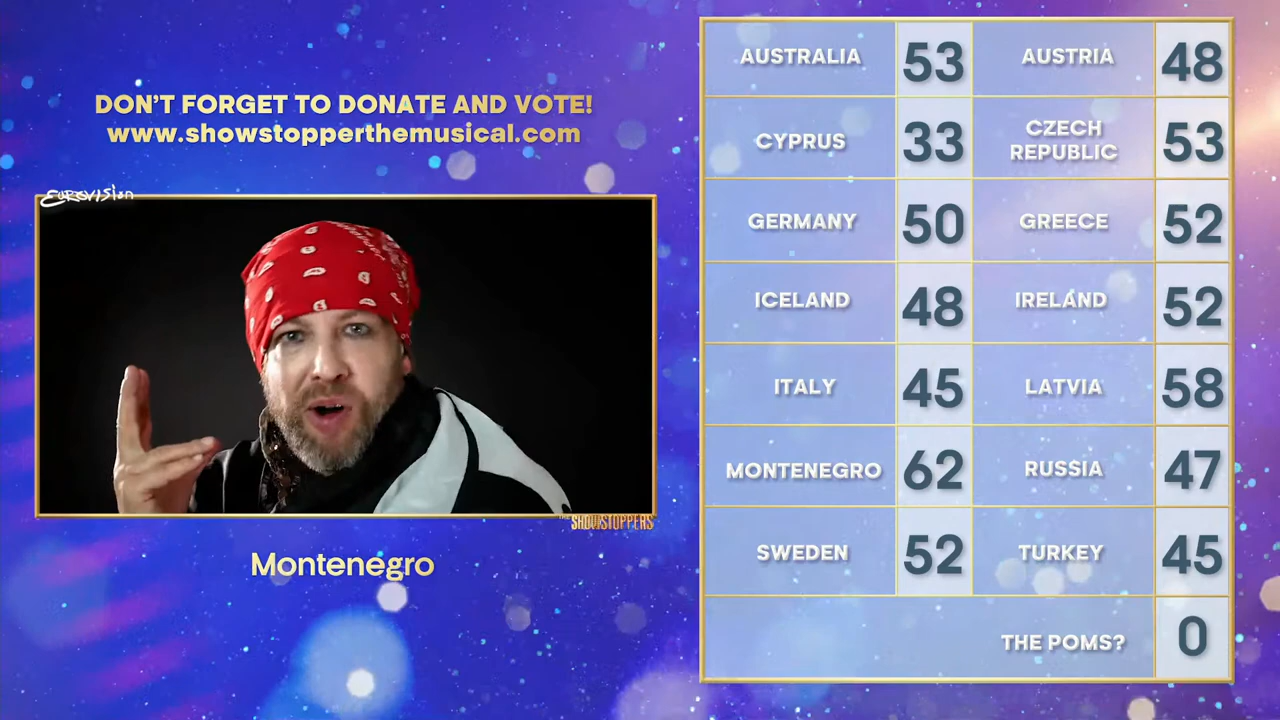 DON'T FORGET TO DONATE AND VOTE!
www.showstopperthemusical.com
EUROVISION
SHOWSTOPPERS
Montenegro
AUSTRALIA 53 AUSTRIA 48
CYPRUS 33 CZECH
REPUBLIC 53
GERMANY 50 GREECE 52
ICELAND 48 IRELAND 52
ITALY 45 LATVIA 58
MONTENEGRO 62 RUSSIA 47
SWEDEN 52 TURKEY 45
THE POMS? 0